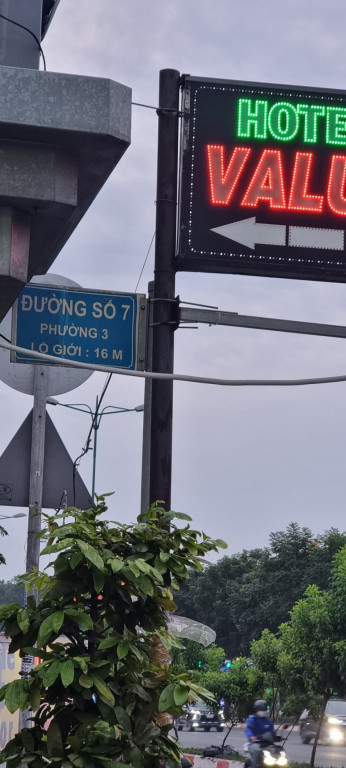 HOTE
VALU
ĐƯỜNG SỐ 7
PHƯỜNG 3
LỘ GIỚI : 16 M